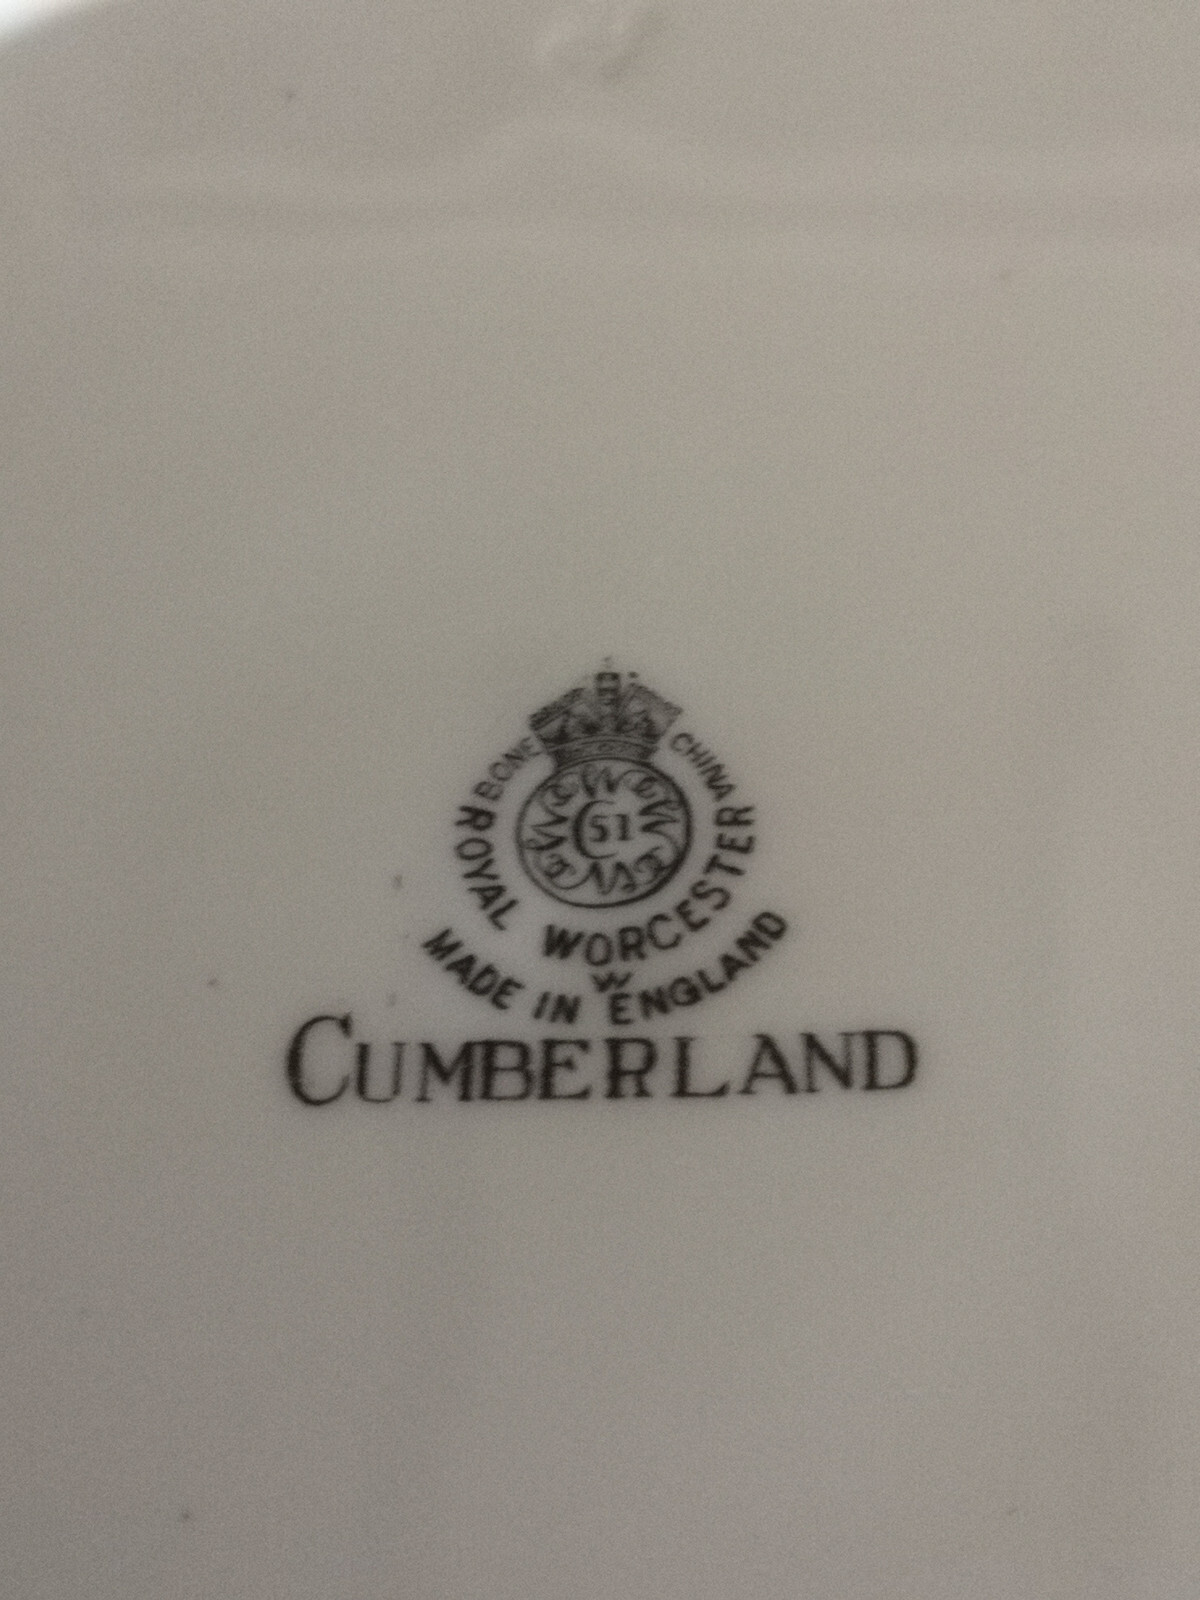 BONE CHINA
51
ROYAL WORCESTER
W
MADE IN ENGLAND
CUMBERLAND